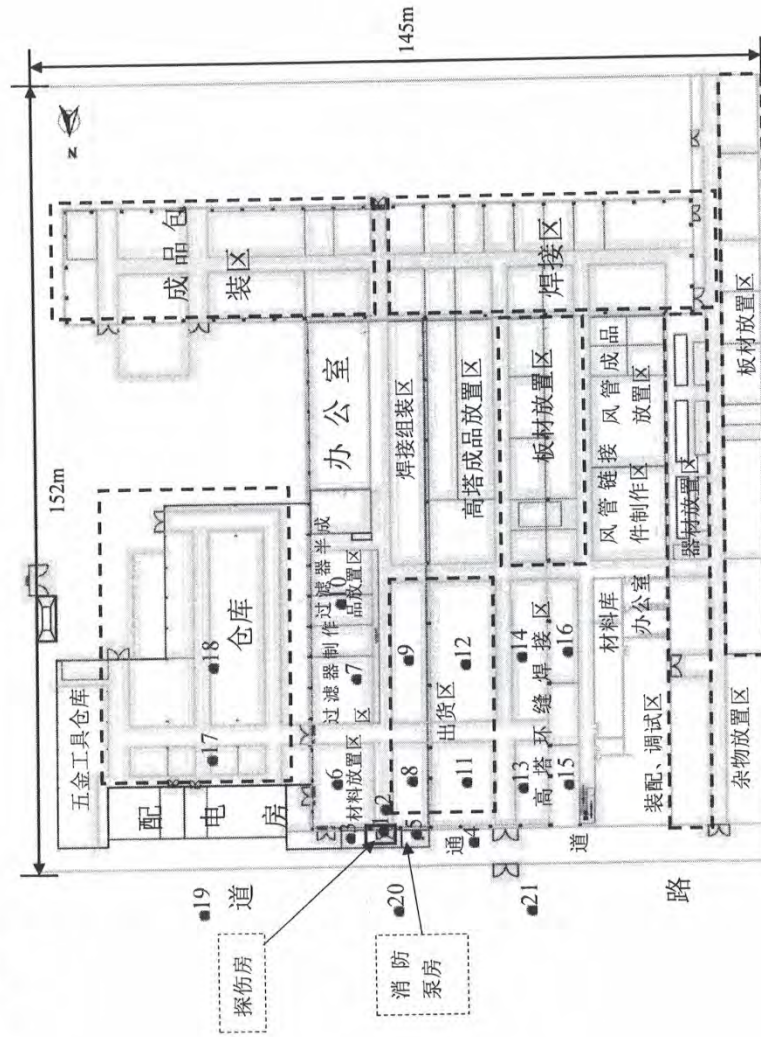 152m
145m
N
五金工具仓库
配电房
仓库
17
18
成品包
装区
办公室
材料放置区
过滤器制作
区
过滤器半成
品放置区
6
7
10
3
1
2
5
4
8
9
11
12
出货区
焊接组装区
高塔成品放置区
焊接区
13
14
15
16
高塔环缝焊接区
板材放置区
风管链接
件制作区
风管成品
放置区
材料库
办公室
装配、调试区
器材放置区
杂物放置区
板材放置区
通道
19
20
21
道
路
探伤房
消防
泵房